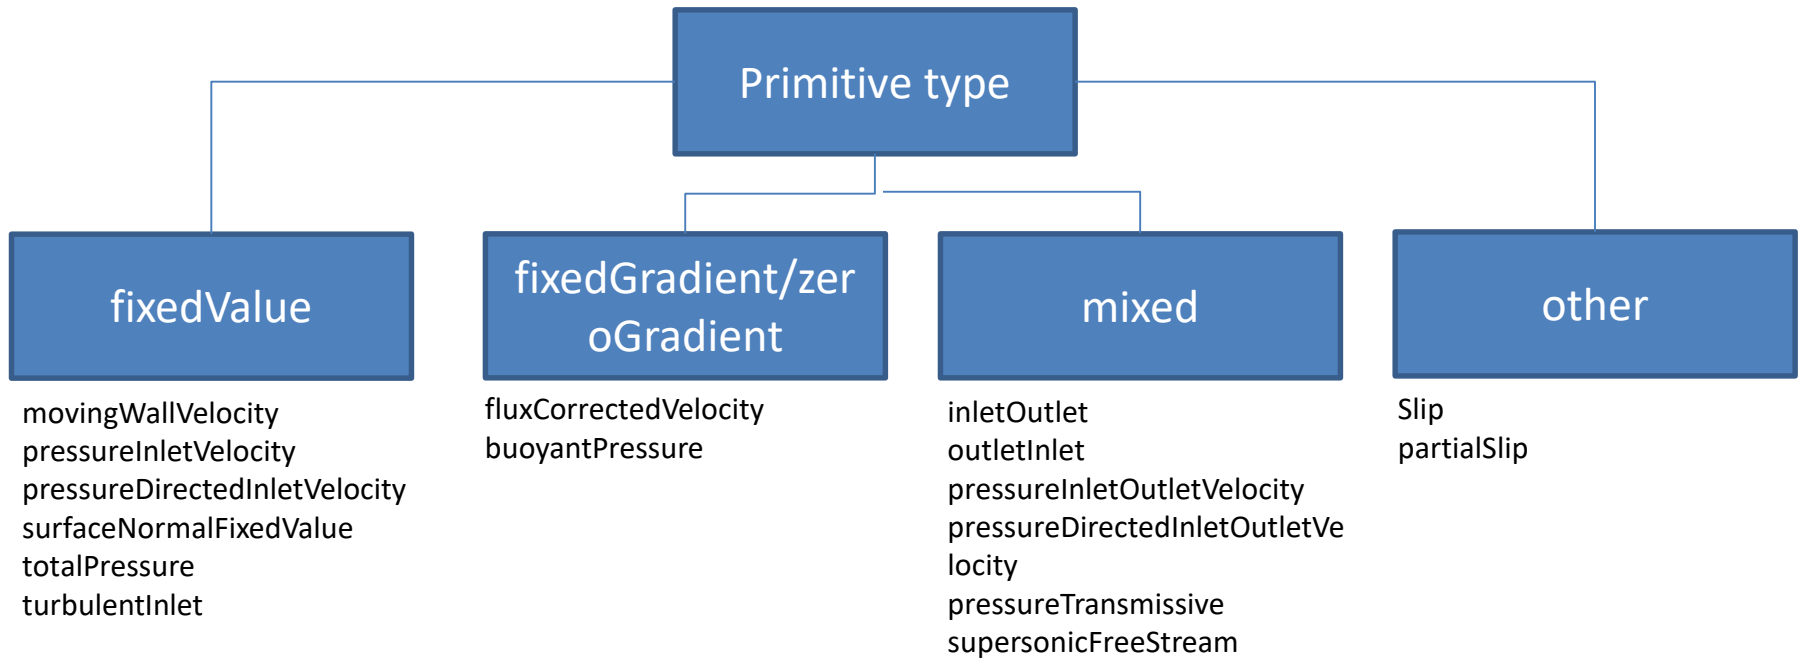 Primitive type
fixedValue
fixedGradient/zer
oGradient
mixed
other
movingWallVelocity
pressureInletVelocity
pressureDirectedInletVelocity
surfaceNormalFixedValue
totalPressure
turbulentInlet
fluxCorrectedVelocity
buoyantPressure
inletOutlet
outletInlet
pressureInletOutletVelocity
pressureDirectedInletOutletVe
locity
pressureTransmissive
supersonicFreeStream
Slip
partialSlip